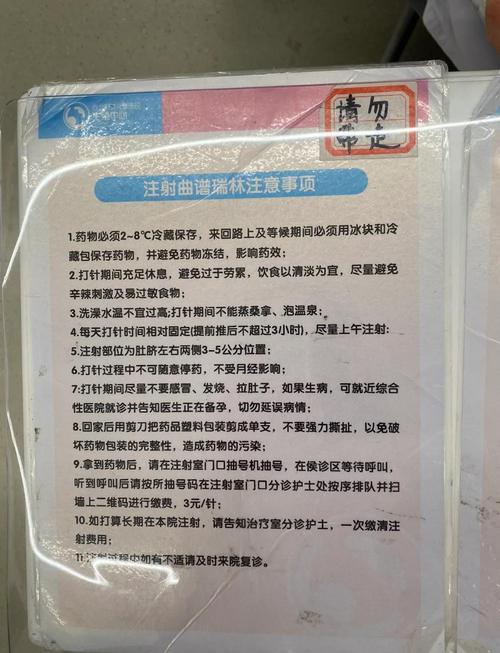 请勿
带走
注射曲谱瑞林注意事项
1.药物必须2~8℃冷藏保存，来回路上及等候期间必须用冰块和冷
藏包保存药物，并避免药物冻结，影响药效；
2.打针期间充足休息，避免过于劳累，饮食以清淡为宜，尽量避免
辛辣刺激及易过敏食物；
3.洗澡水温不宜过高；打针期间不能蒸桑拿、泡温泉；
4.每天打针时间相对固定(提前推后不超过3小时)，尽量上午注射；
5.注射部位为肚脐左右两侧3-5公分位置；
6.打针过程中不可随意停药，不受月经影响；
7.打针期间尽量不要感冒、发烧、拉肚子，如果生病，可就近综合
性医院就诊并告知医生正在备孕，切勿延误病情；
8.回家后用剪刀把药品塑料包装剪成单支，不要强力撕扯，以免破
坏药物包装的完整性，造成药物的污染；
9.拿到药物后，请在注射室门口抽号机抽号，在侯诊区等待呼叫，
听到呼叫后请按所抽号码在注射室门口分诊护士处按序排队并扫
墙上二维码进行缴费，3元/针；
10.如打算长期在本院注射，请告知治疗室分诊护士，一次缴清注
射费用；
11.注射过程中如有不适请及时来院复诊。